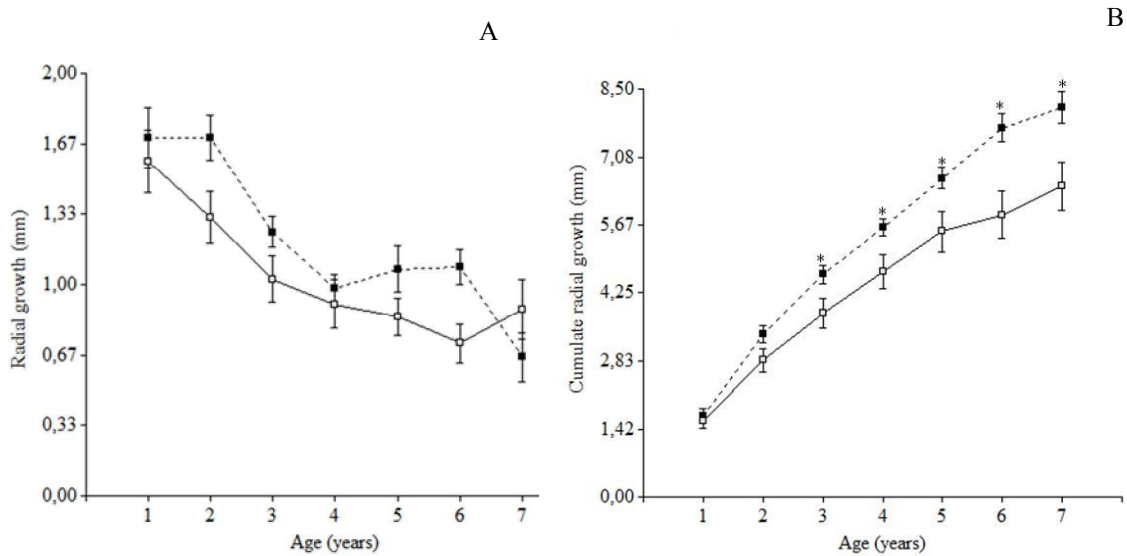 A
2,00
1,67
1,33
1,00
0,67
0,33
0,00
Radial growth (mm)
1 2 3 4 5 6 7
Age (years)
B
8,50
7,08
5,67
4,25
2,83
1,42
0,00
Cumulate radial growth (mm)
* * * * *
1 2 3 4 5 6 7
Age (years)